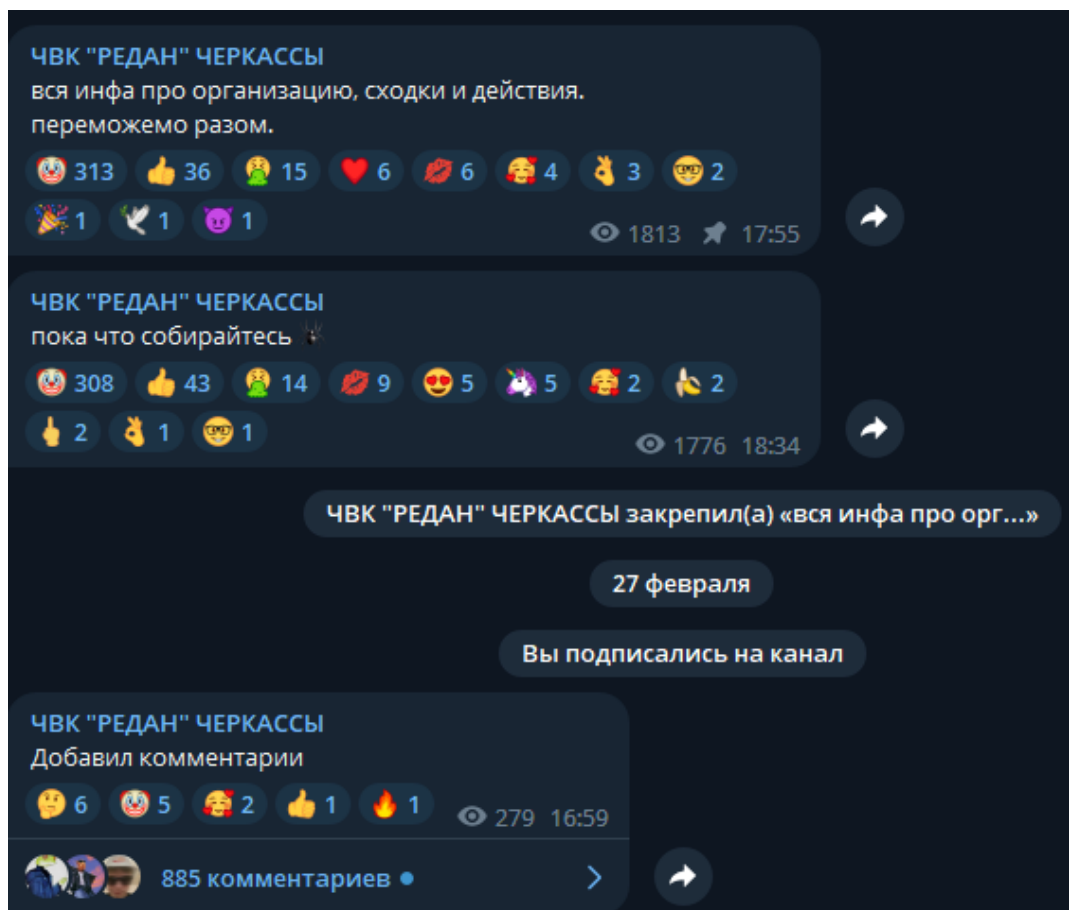 ЧВК "РЕДАН" ЧЕРКАССЫ
вся инфа про организацию, сходки и действия.
переможемо разом.
313 36 15 6 6 4 3 2
1 1 1 1813 17:55
ЧВК "РЕДАН" ЧЕРКАССЫ
пока что собирайтесь
308 43 14 9 5 5 2 2
2 1 1 1776 18:34
ЧВК "РЕДАН" ЧЕРКАССЫ закрепил(а) «вся инфа про орг...»
27 февраля
Вы подписались на канал
ЧВК "РЕДАН" ЧЕРКАССЫ
Добавил комментарии
6 5 2 1 1 279 16:59
885 комментариев